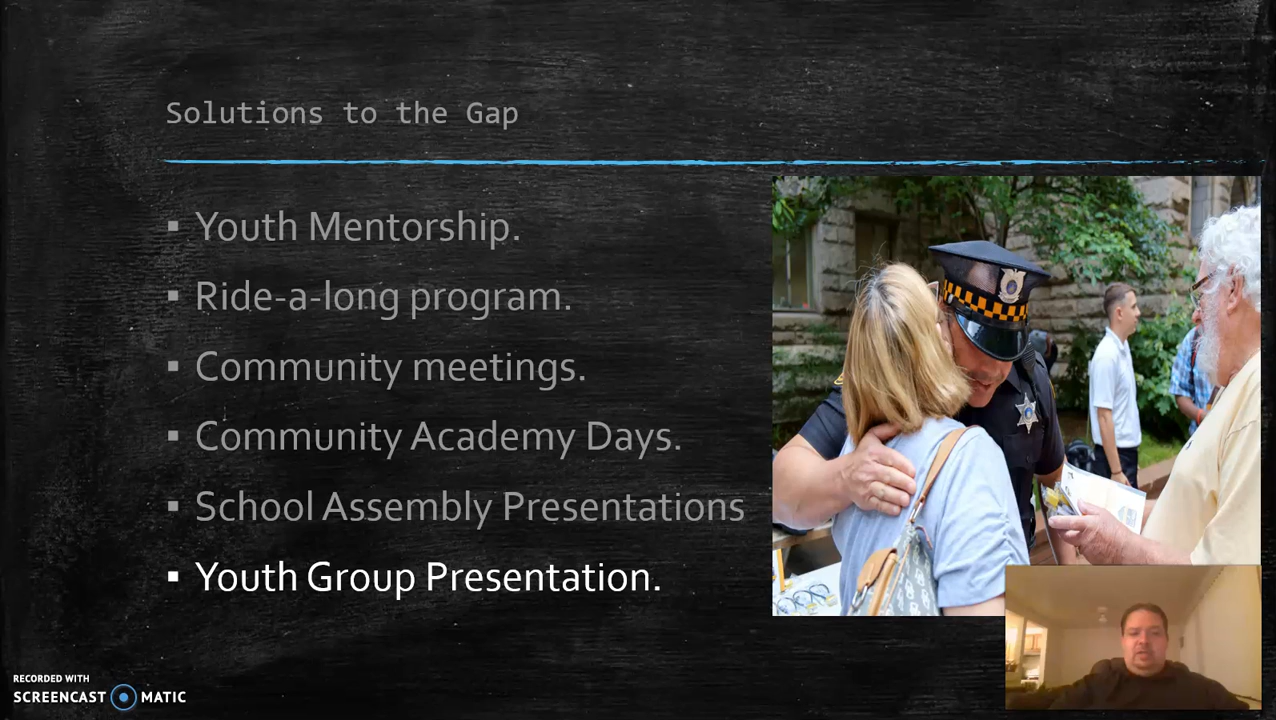 Solutions to the Gap
Youth Mentorship.
Ride-a-long program.
Community meetings.
Community Academy Days.
School Assembly Presentations
Youth Group Presentation.
RECORDED WITH
SCREENCAST MATIC